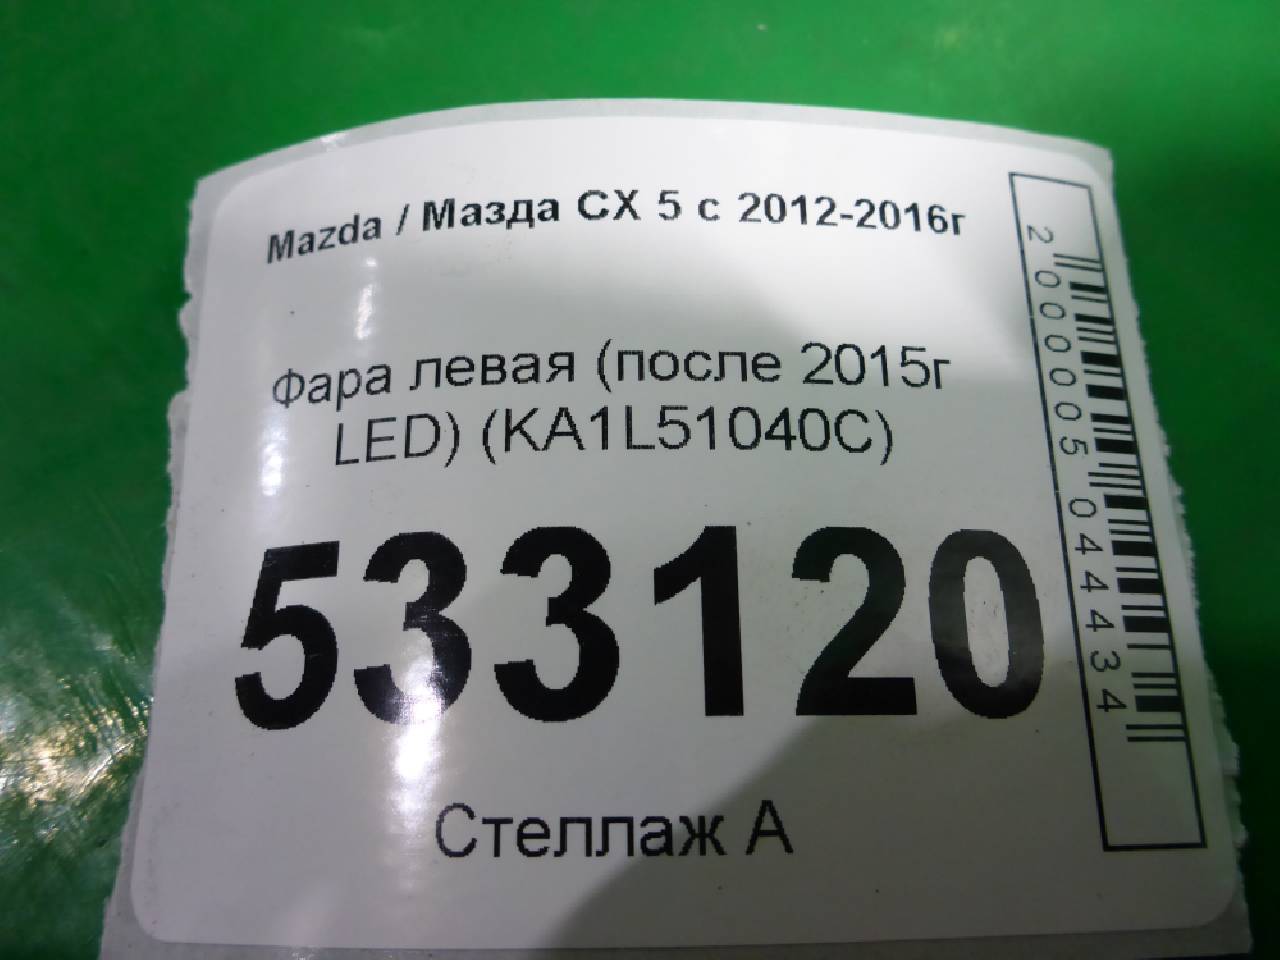 Mazda / Мазда CX 5 с 2012-2016г
Фара левая (после 2015г
LED) (KA1L51040C)
533120
Стеллаж А
2000005044434